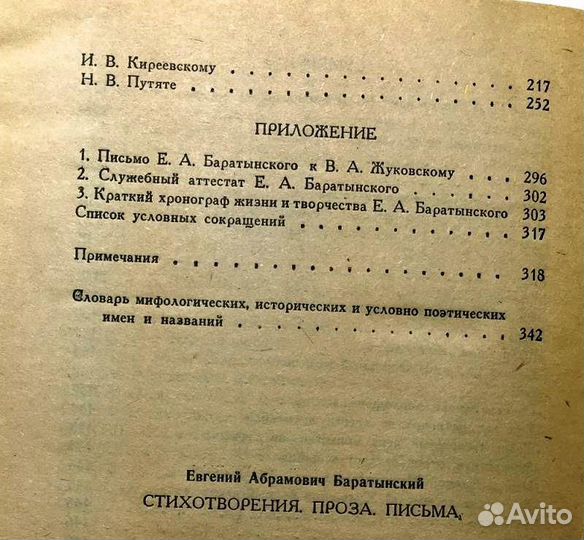 И. В. Киреевскому . . . . . . . . . . . . 217
Н. В. Путяте . . . . . . . . . . . . . . 252
ПРИЛОЖЕНИЕ
1. Письмо Е. А. Баратынского к В. А. Жуковскому . . . 296
2. Служебный аттестат Е. А. Баратынского . . . . . 302
3. Краткий хронограф жизни и творчества Е. А. Баратынского 303
Список условных сокращений . . . . . . . . . . 317
Примечания . . . . . . . . . . . . . . . 318
Словарь мифологических, исторических и условно поэтических
имен и названий . . . . . . . . . . . . . 342
Евгений Абрамович Баратынский
СТИХОТВОРЕНИЯ. ПРОЗА. ПИСЬМА.
Avito